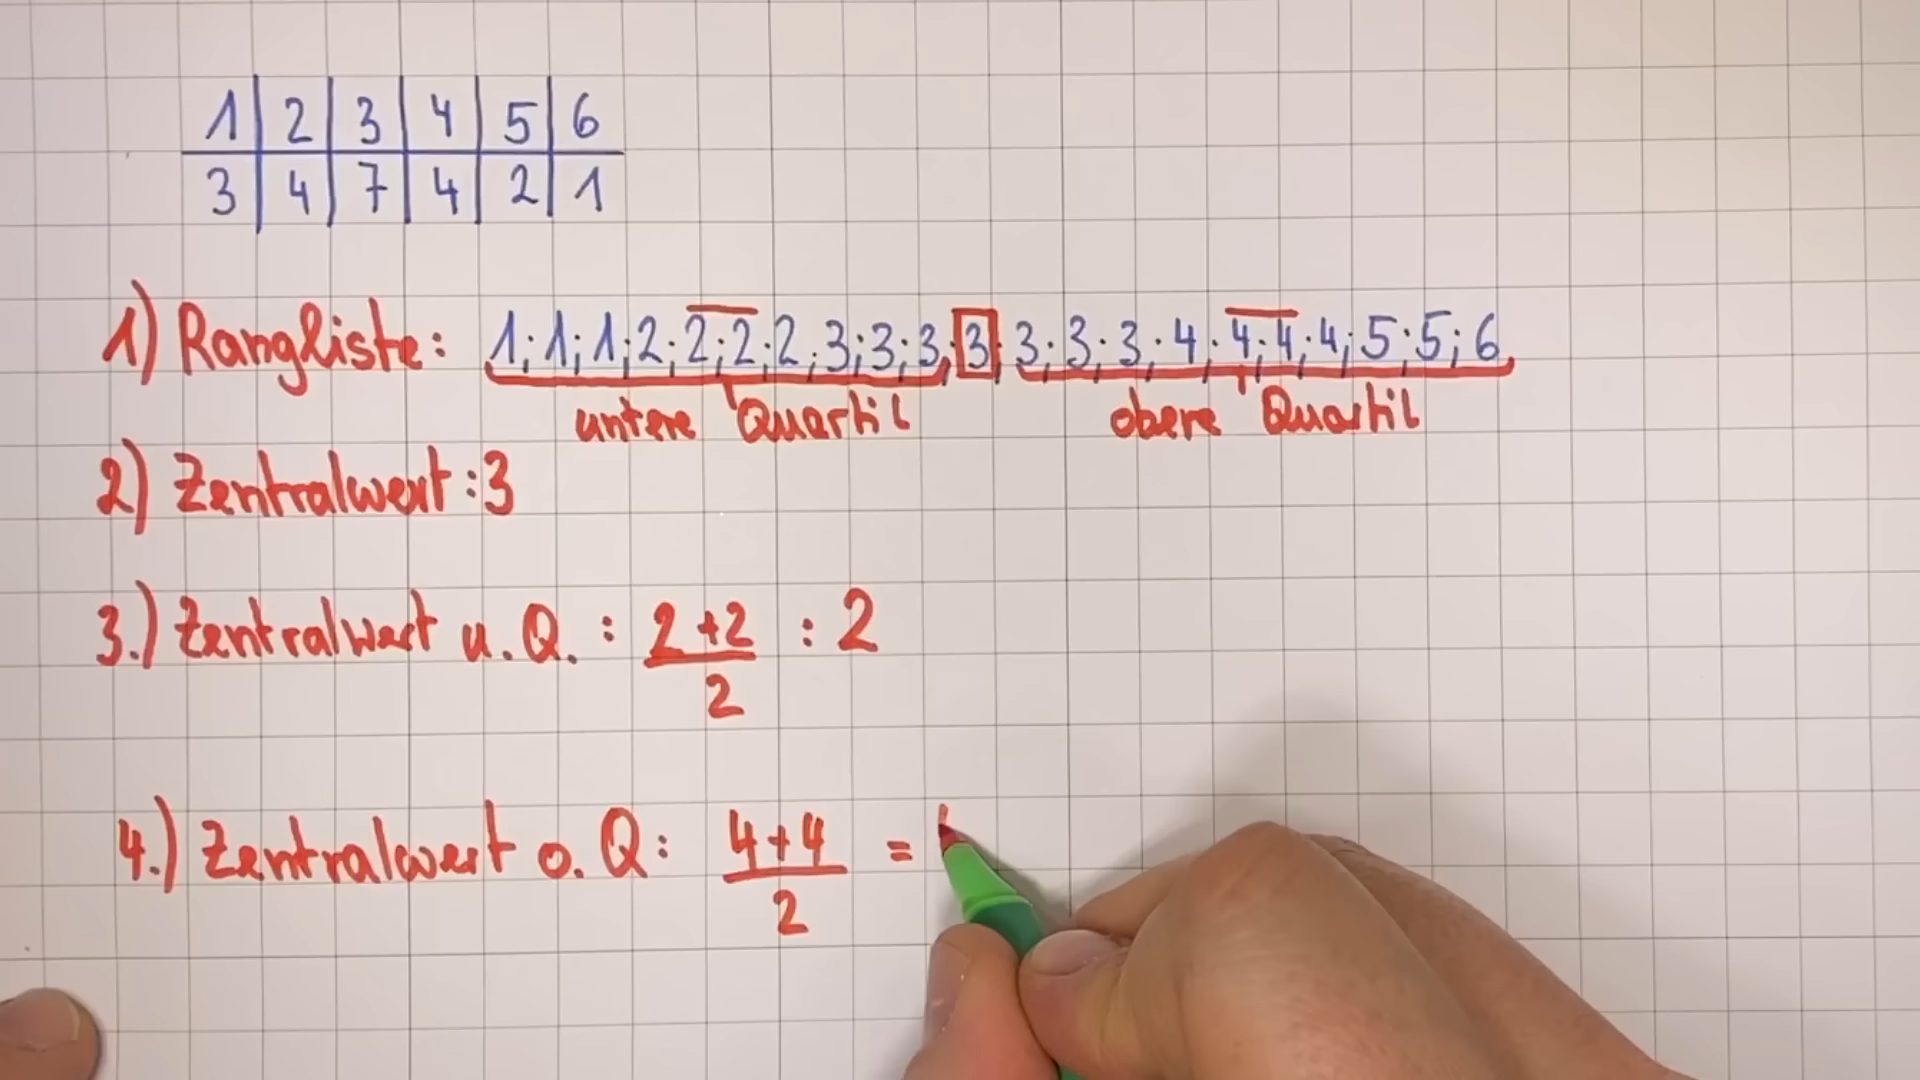 1 | 2 | 3 | 4 | 5 | 6
3 | 4 | 7 | 4 | 2 | 1
1) Rangliste: 1; 1; 1; 2; 2; 2; 2; 3; 3; 3; 3; 3; 3; 3; 4; 4; 4; 4; 5; 5; 6
untere Quartil obere Quartil
2) Zentralwert: 3
3.) Zentralwert u. Q. : 2+2 : 2
2
4.) Zentralwert o. Q: 4+4 =
2